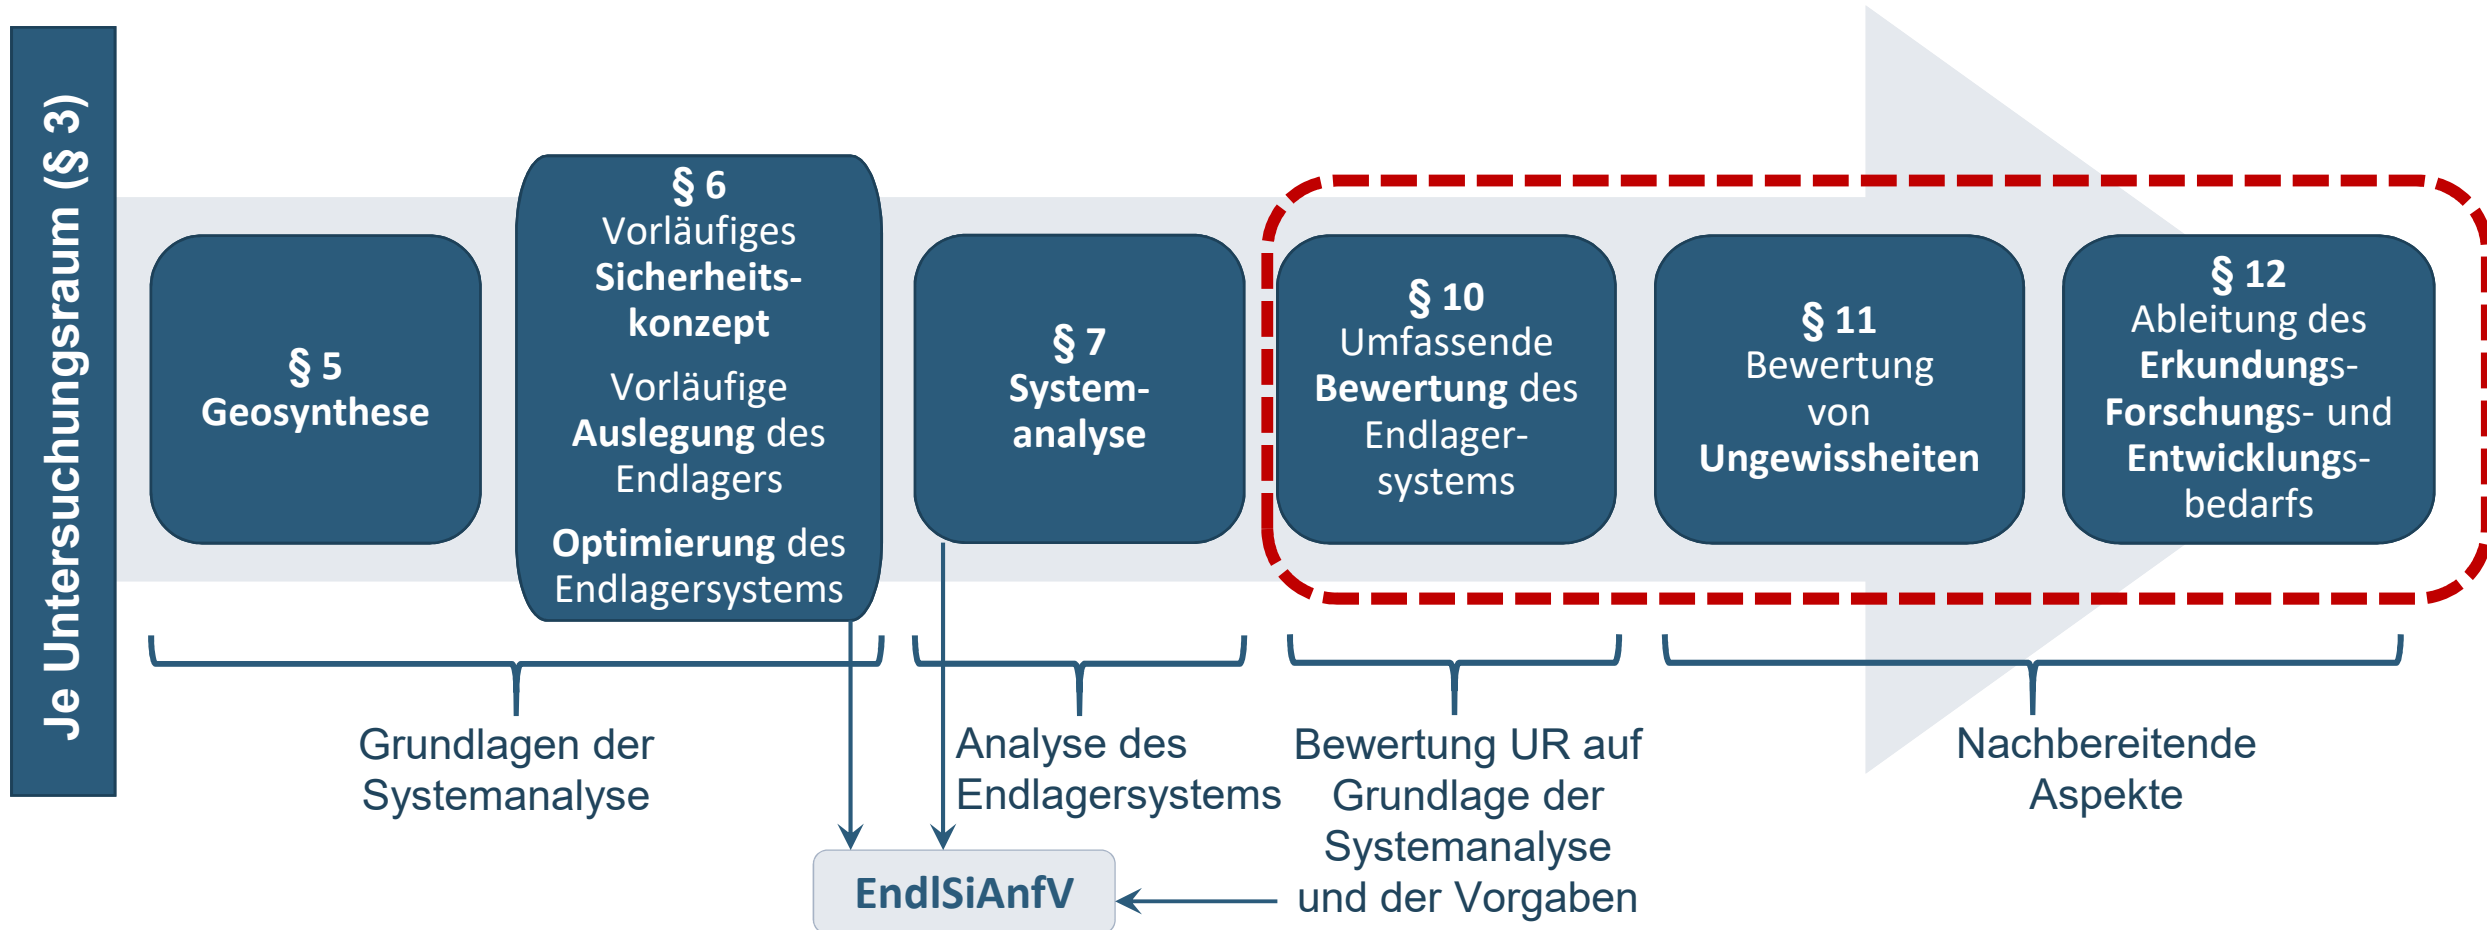 Je Untersuchungsraum (§ 3)
§ 5
Geosynthese
§ 6
Vorläufiges
Sicherheits-
konzept
Vorläufige
Auslegung des
Endlagers
Optimierung des
Endlagersystems
§ 7
System-
analyse
§ 10
Umfassende
Bewertung des
Endlager-
systems
§ 11
Bewertung
von
Ungewissheiten
§ 12
Ableitung des
Erkundungs-
Forschungs- und
Entwicklungs-
bedarfs
Grundlagen der
Systemanalyse
Analyse des
Endlagersystems
Bewertung UR auf
Grundlage der
Systemanalyse
und der Vorgaben
Nachbereitende
Aspekte
EndlSiAnfV